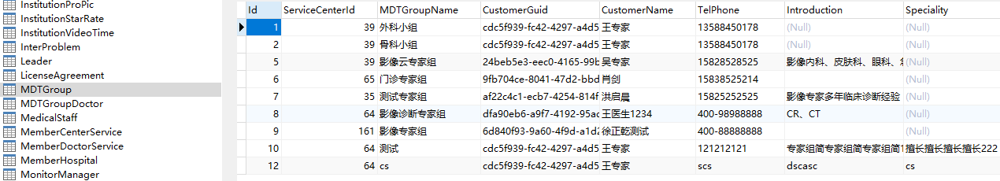 InstitutionProPic
InstitutionStarRate
InstitutionVideoTime
InterProblem
Leader
LicenseAgreement
MDTGroup
MDTGroupDoctor
MedicalStaff
MemberCenterService
MemberDoctorService
MemberHospital
MonitorManager
Id ServiceCenterId MDTGroupName CustomerGuid CustomerName TelPhone Introduction Speciality
1 39 外科小组 cdc5f939-fc42-4297-a4d5 王专家 13588450178 (Null) (Null)
2 39 骨科小组 cdc5f939-fc42-4297-a4d5 王专家 13588450178 (Null) (Null)
5 39 影像云专家组 24beb5e3-eec0-4165-99b 吴专家 15828528525 影像内科、皮肤科、眼科、 (Null)
6 65 门诊专家组 9fb704ce-8041-47d2-bbd 肖剑 15838525214 (Null)
7 35 测试专家组 af22c4c1-ecb7-4254-814f 洪启晨 15825252525 影像专家多年临床诊断经验 (Null)
8 64 影像诊断专家组 dfa90eb6-a9f7-4192-95ac 王医生1234 400-98988888 CR、CT (Null)
9 161 影像专家组 6d840f93-9a60-4f9d-a1d2 徐正乾测试 400-88888888 (Null)
10 64 测试 cdc5f939-fc42-4297-a4d5 王专家 121212121 专家组简专家组简专家组简 擅长擅长擅长擅长222
12 64 cs cdc5f939-fc42-4297-a4d5 王专家 scs dscasc cs